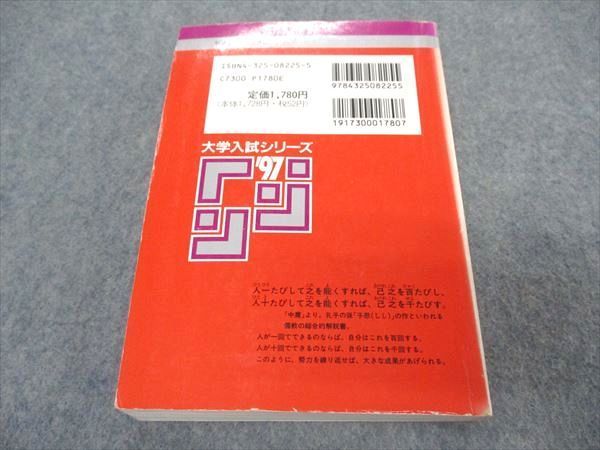 ISBN4-325-08225-5
C7300 P1780E
定価1,780円
(本体1,728円・税52円)
9784325082255
1917300017807
大学入試シリーズ
'97
人一たびして之を能くすれば、己之を百たびし、
人十たびして之を能くすれば、己之を千たびす。
「中庸」より。孔子の孫「子思(しし)」の作といわれる
儒教の総合的解説書。
人が一回でできるのならば、自分はこれを百回する。
人が十回でできるのならば、自分はこれを千回する。
このように、努力を繰り返せば、大きな成果があげられる。